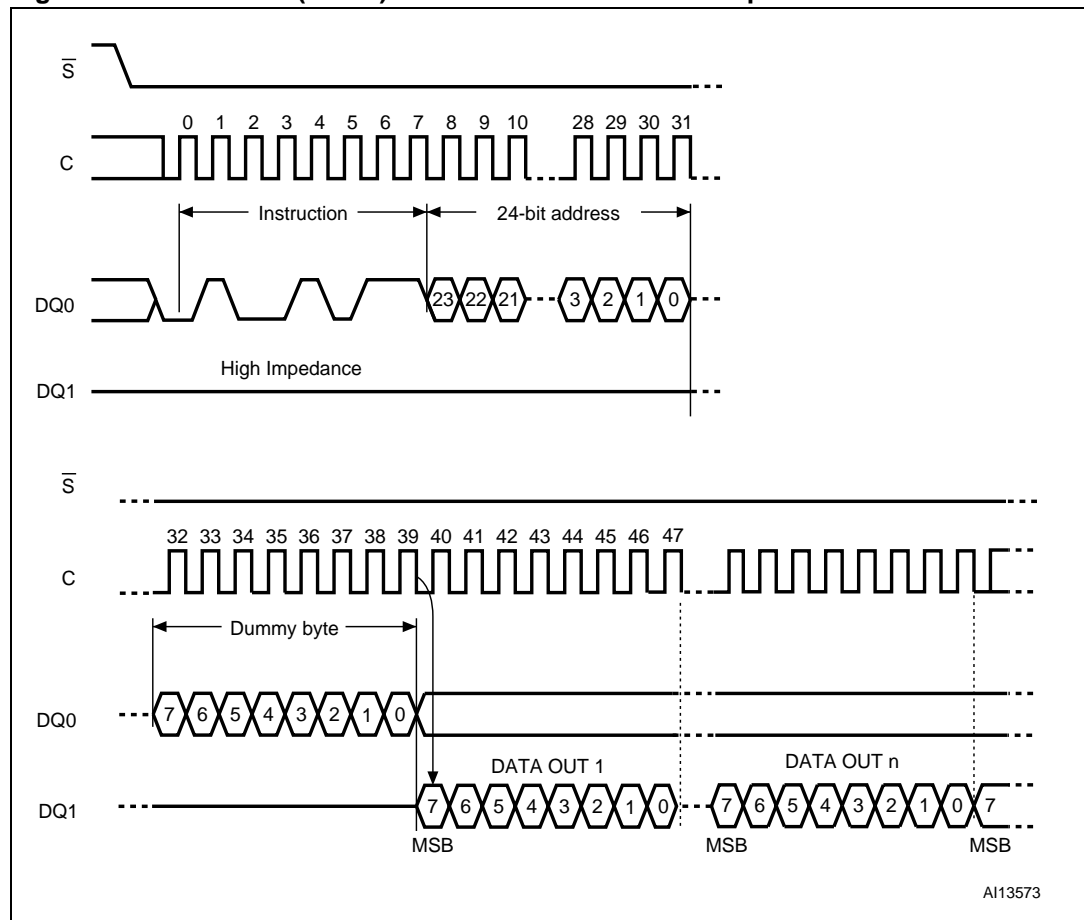 S
0 1 2 3 4 5 6 7 8 9 10 28 29 30 31
C
Instruction 24-bit address
DQ0 23 22 21 3 2 1 0
High Impedance
DQ1
S
32 33 34 35 36 37 38 39 40 41 42 43 44 45 46 47
C
Dummy byte
DQ0 7 6 5 4 3 2 1 0
DATA OUT 1 DATA OUT n
DQ1 7 6 5 4 3 2 1 0 7 6 5 4 3 2 1 0 7
MSB MSB MSB
AI13573